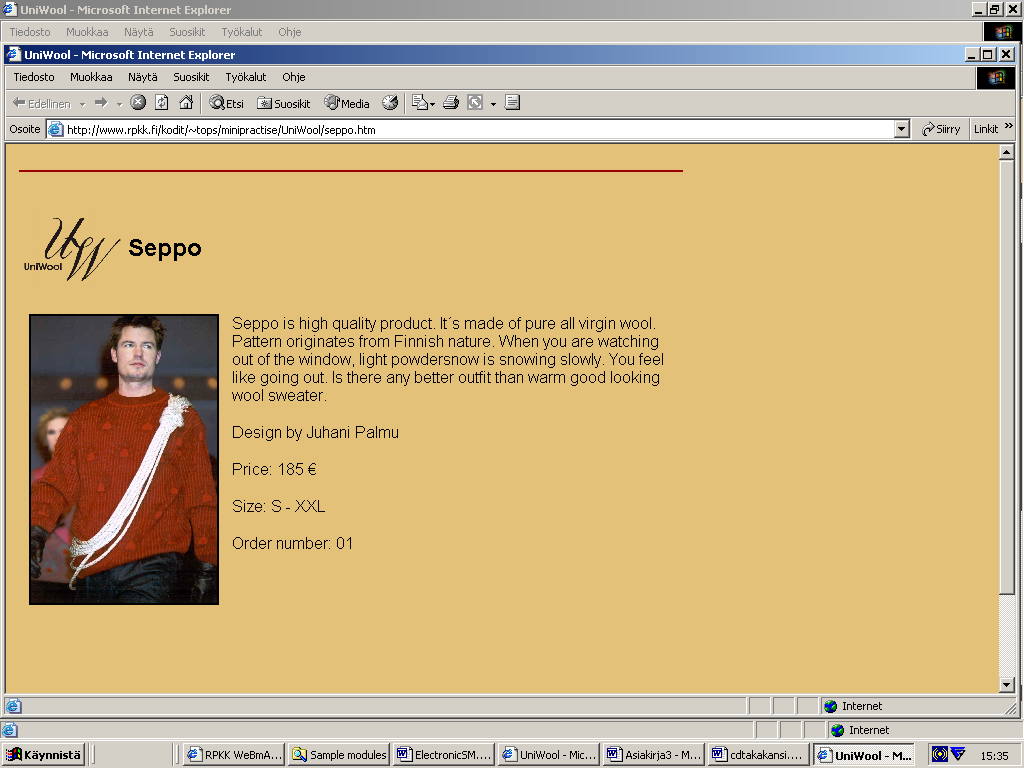 UniWool - Microsoft Internet Explorer
Tiedosto Muokkaa Näytä Suosikit Työkalut Ohje
UniWool - Microsoft Internet Explorer
Tiedosto Muokkaa Näytä Suosikit Työkalut Ohje
Edellinen Etsi Suosikit Media
Osoite http://www.rpkk.fi/kodit/~tops/minipractise/UniWool/seppo.htm Siirry Linkit »
UW
UniWool
Seppo
Seppo is high quality product. It´s made of pure all virgin wool.
Pattern originates from Finnish nature. When you are watching
out of the window, light powdersnow is snowing slowly. You feel
like going out. Is there any better outfit than warm good looking
wool sweater.
Design by Juhani Palmu
Price: 185 €
Size: S - XXL
Order number: 01
Internet
Internet
Käynnistä RPKK WeBmA... Sample modules ElectronicSM.... UniWool - Mic... Asiakirja3 - M... cdtakakansi.... UniWool - M... 15:35